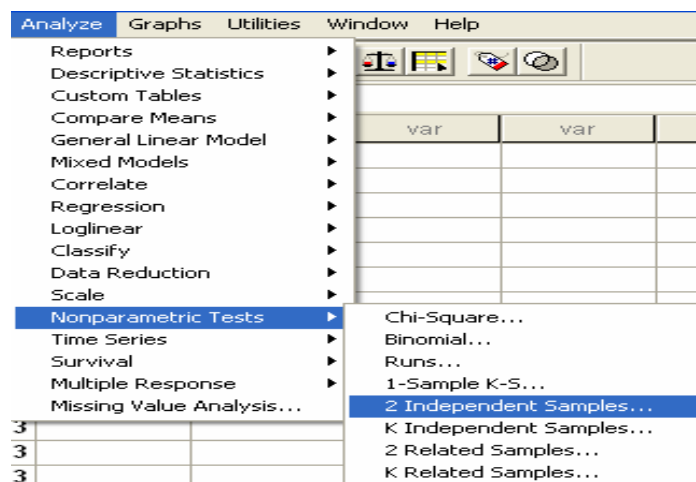 Analyze Graphs Utilities Window Help
Reports
Descriptive Statistics
Custom Tables
Compare Means
var var
General Linear Model
Mixed Models
Correlate
Regression
Loglinear
Classify
Data Reduction
Scale
Nonparametric Tests
Chi-Square...
Time Series
Binomial...
Survival
Runs...
Multiple Response
1-Sample K-S...
Missing Value Analysis...
2 Independent Samples...
3
K Independent Samples...
3
2 Related Samples...
3
K Related Samples...